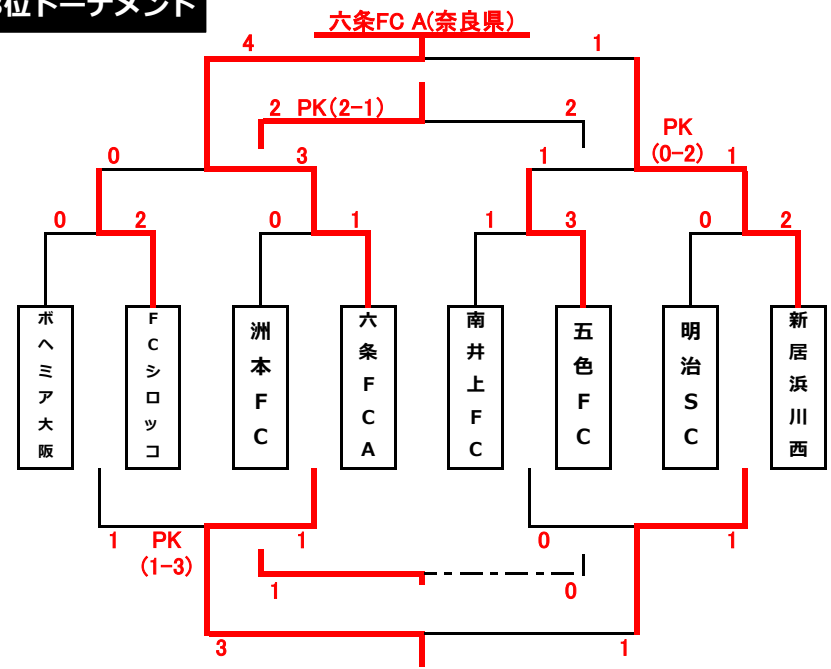 位トーナメント
六条FC A(奈良県)
4
1
2 PK(2-1)
2
PK
(0-2)
0
3
1
1
0
2
0
1
1
3
0
2
ボヘミア大阪
FCシロッコ
洲本FC
六条FCA
南井上FC
五色FC
明治SC
新居浜川西
1
PK
(1-3)
1
0
1
1
0
3
1